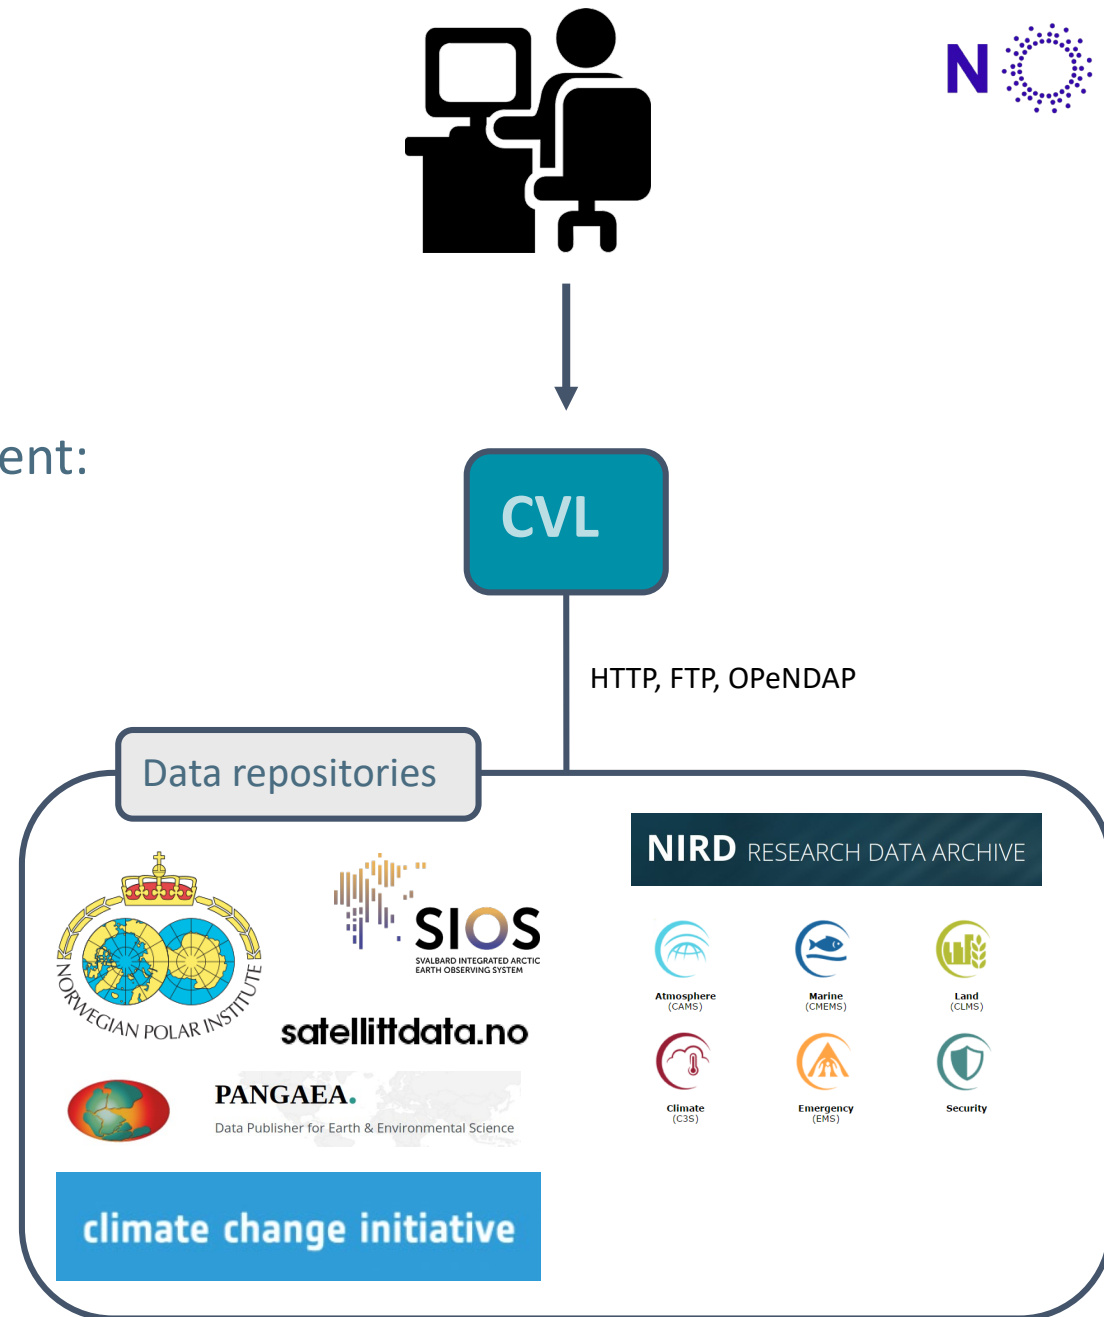 N
ent:
CVL
HTTP, FTP, OPeNDAP
Data repositories
NORWEGIAN POLAR INSTITUTE
SIOS
SVALBARD INTEGRATED ARCTIC
EARTH OBSERVING SYSTEM
satellittdata.no
PANGAEA.
Data Publisher for Earth & Environmental Science
climate change initiative
NIRD RESEARCH DATA ARCHIVE
Atmosphere
(CAMS)
Marine
(CMEMS)
Land
(CLMS)
Climate
(C3S)
Emergency
(EMS)
Security